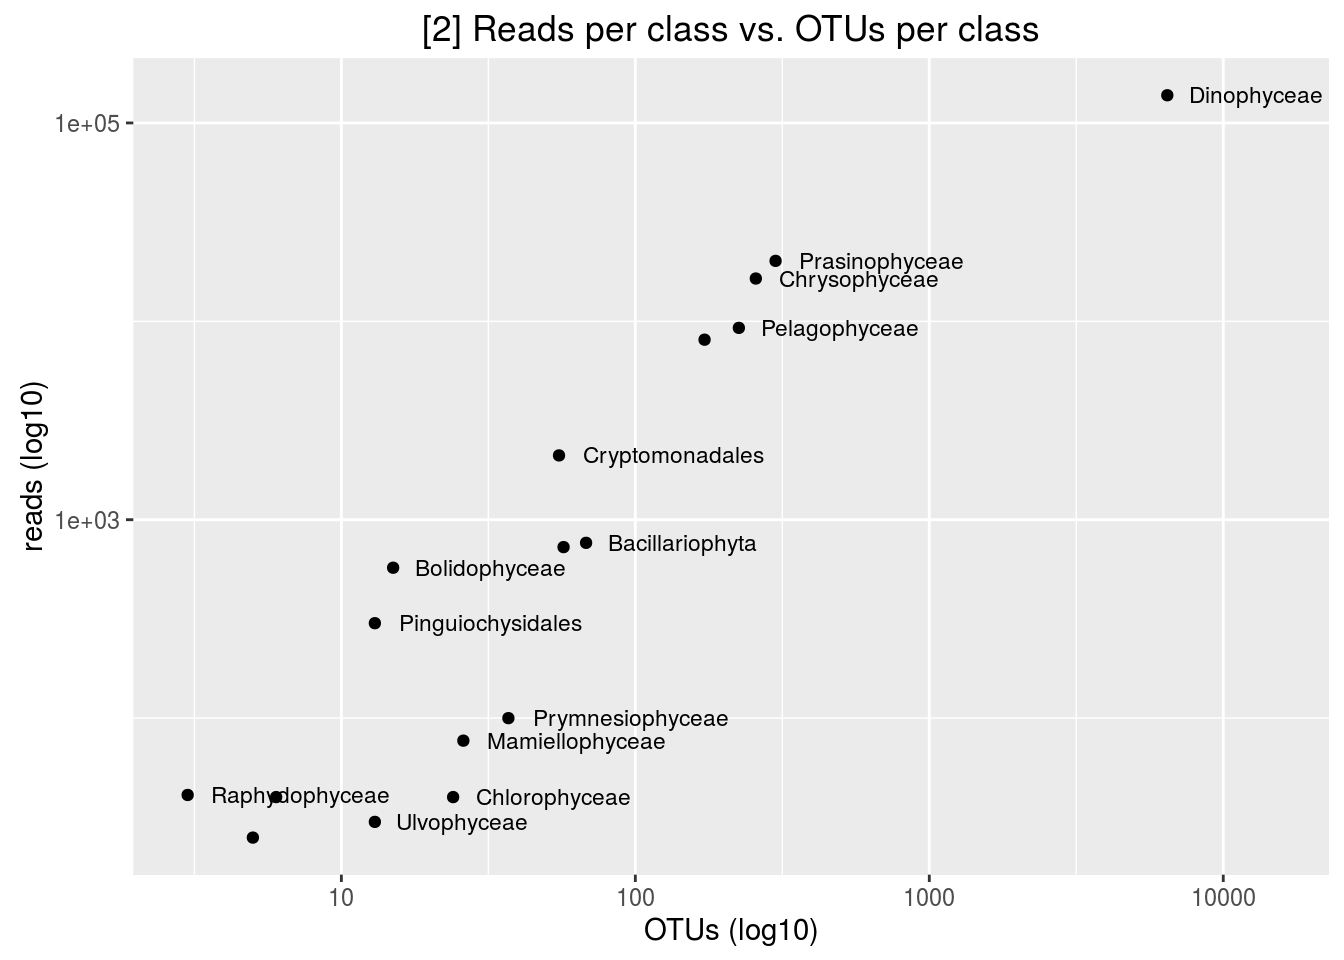 [2] Reads per class vs. OTUs per class
1e+05
Dinophyceae
Prasinophyceae
Chrysophyceae
Pelagophyceae
Cryptomonadales
reads (log10)
1e+03
Bacillariophyta
Bolidophyceae
Pinguiochysidales
Prymnesiophyceae
Mamiellophyceae
Raphydophyceae
Chlorophyceae
Ulvophyceae
10
100
1000
10000
OTUs (log10)